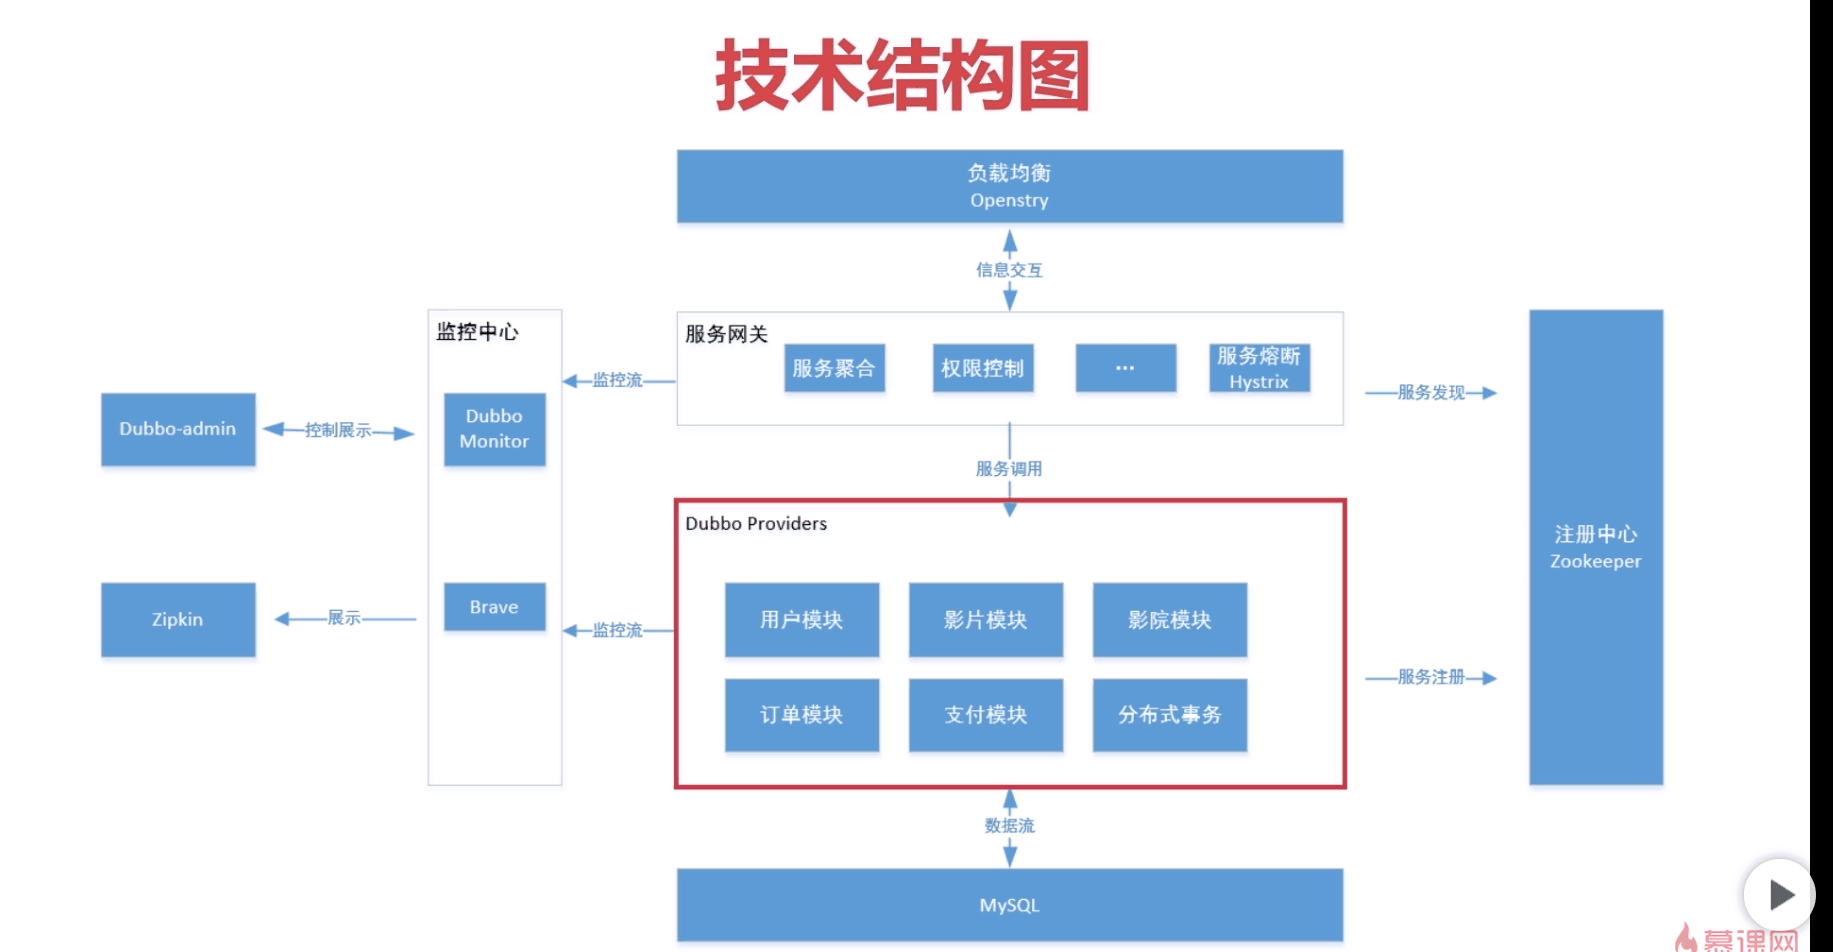 技术结构图
负载均衡
Openstry
信息交互
监控中心
服务网关
服务聚合
权限控制
...
服务熔断
Hystrix
监控流
服务发现
Dubbo-admin
控制展示
Dubbo
Monitor
服务调用
Dubbo Providers
注册中心
Zookeeper
Zipkin
展示
Brave
监控流
用户模块
影片模块
影院模块
服务注册
订单模块
支付模块
分布式事务
数据流
MySQL
慕课网